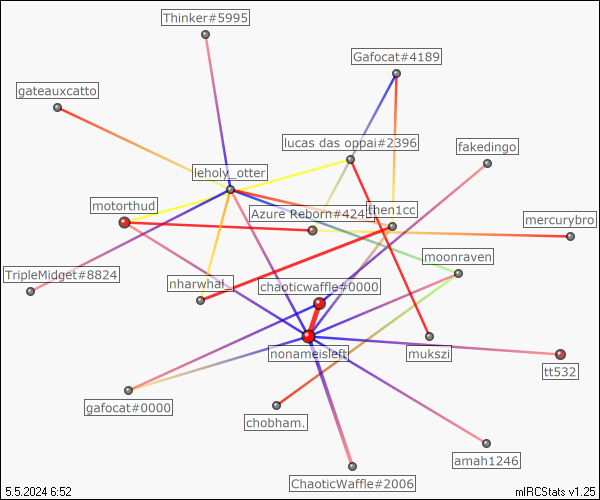 Thinker#5995
Gafocat#4189
gateauxcatto
lucas das oppai#2396
fakedingo
leholy_otter
motorthud
Azure Reborn#424
then1cc
mercurybro
moonraven
TripleMidget#8824
nharwhal_
chaoticwaffle#0000
nonameisleft
mukszi
tt532
gafocat#0000
chobham.
amah1246
ChaoticWaffle#2006
5.5.2024 6:52
mIRCStats v1.25